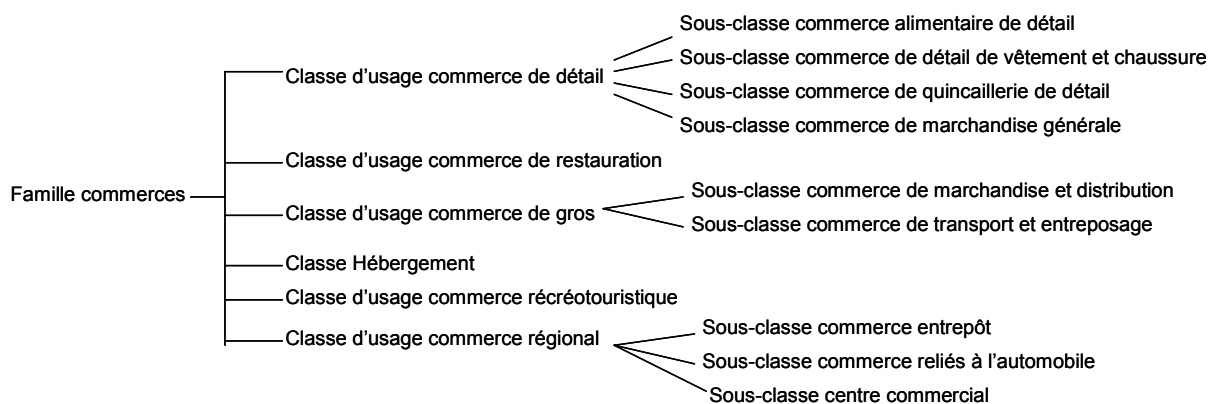 Famille commerces
Classe d’usage commerce de détail
Sous-classe commerce alimentaire de détail
Sous-classe commerce de détail de vêtement et chaussure
Sous-classe commerce de quincaillerie de détail
Sous-classe commerce de marchandise générale
Classe d’usage commerce de restauration
Classe d’usage commerce de gros
Sous-classe commerce de marchandise et distribution
Sous-classe commerce de transport et entreposage
Classe Hébergement
Classe d’usage commerce récréotouristique
Classe d’usage commerce régional
Sous-classe commerce entrepôt
Sous-classe commerce reliés à l’automobile
Sous-classe centre commercial